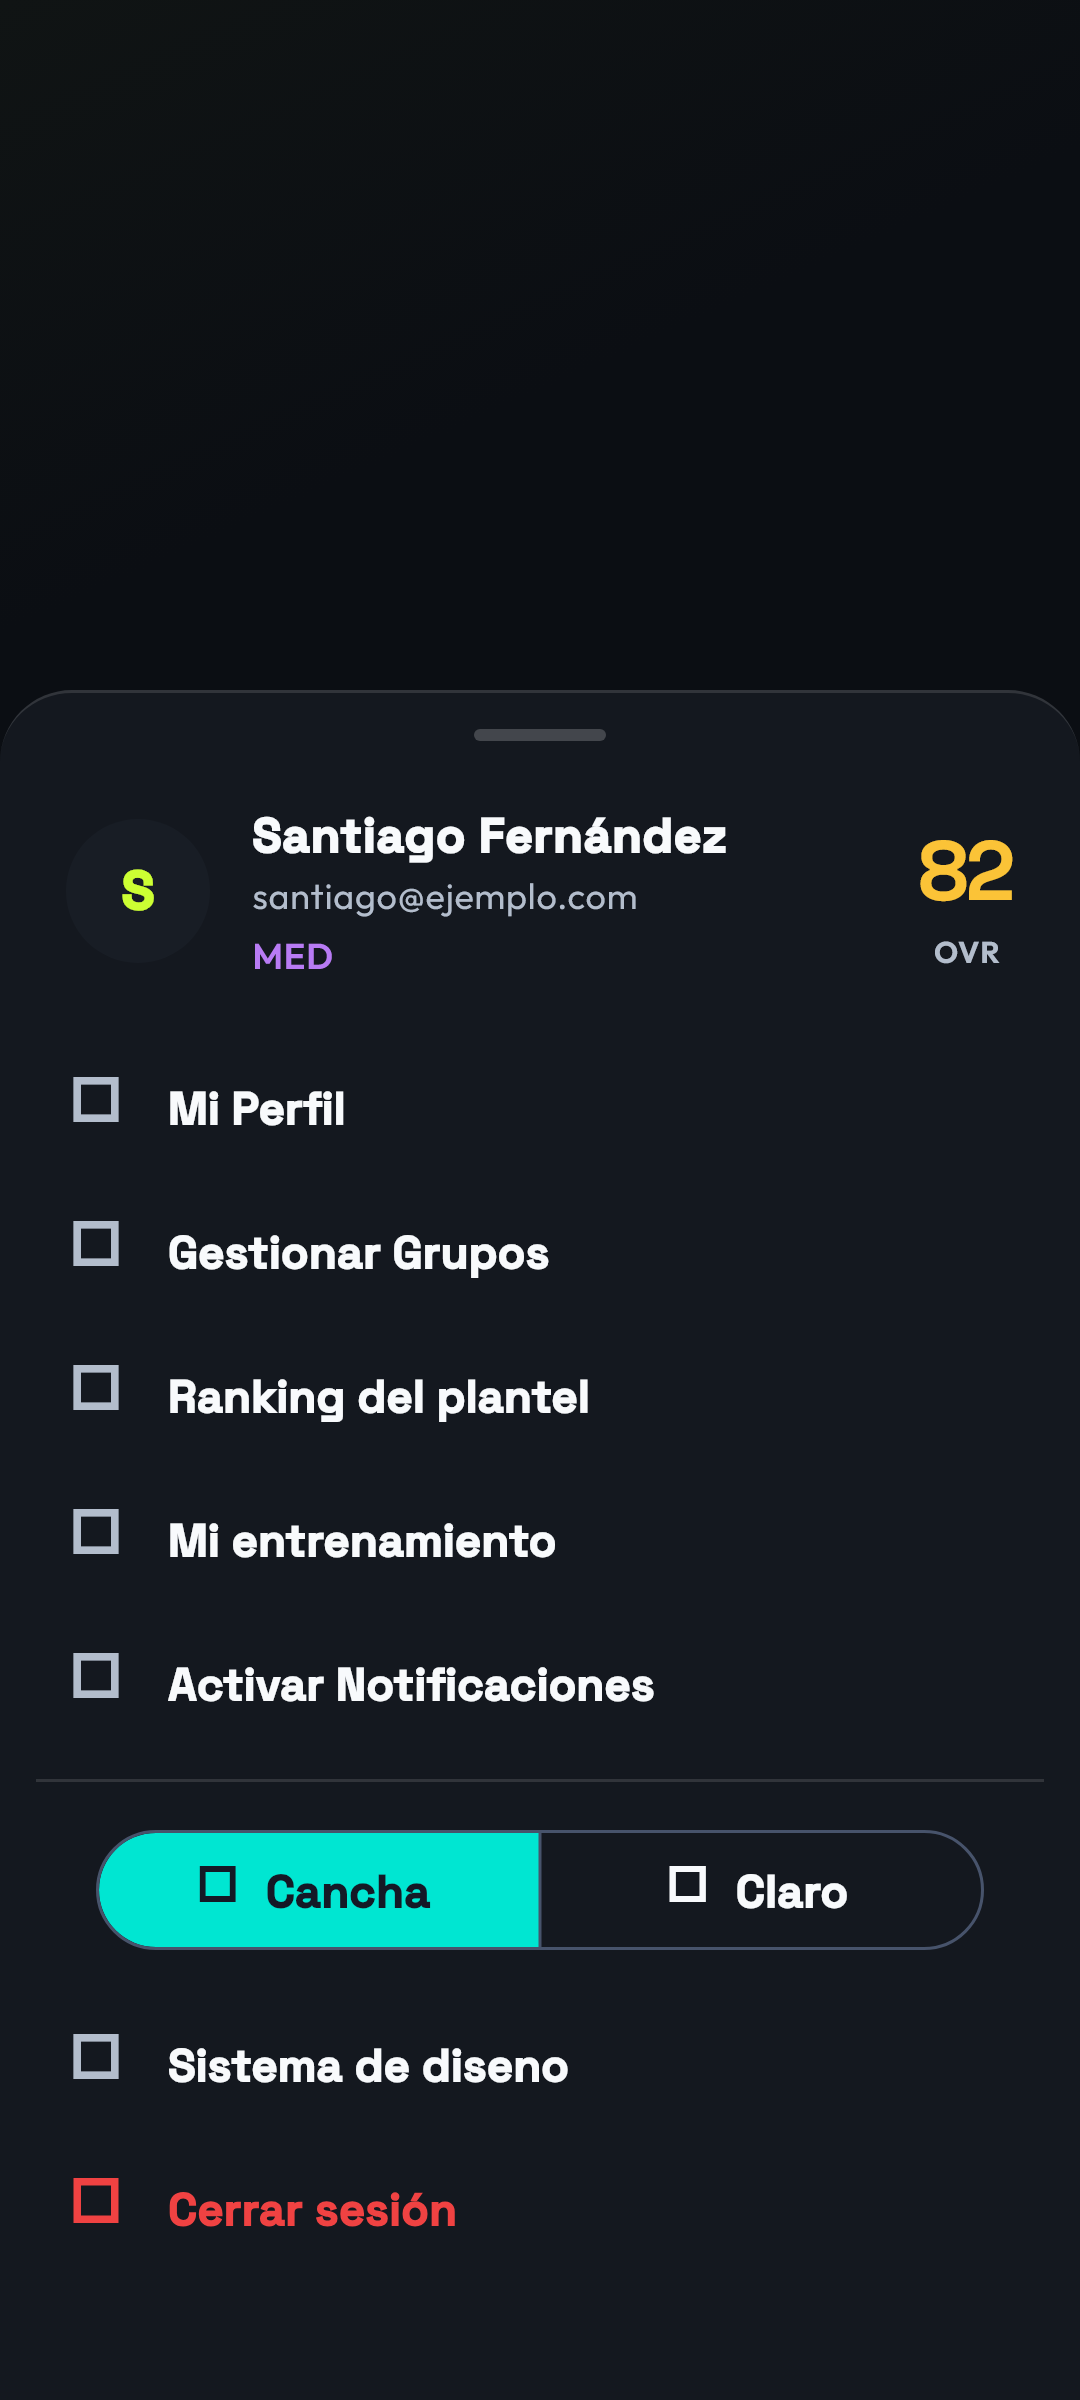 S
Santiago Fernández
santiago@ejemplo.com
MED
82
OVR
Mi Perfil
Gestionar Grupos
Ranking del plantel
Mi entrenamiento
Activar Notificaciones
Cancha
Claro
Sistema de diseno
Cerrar sesión